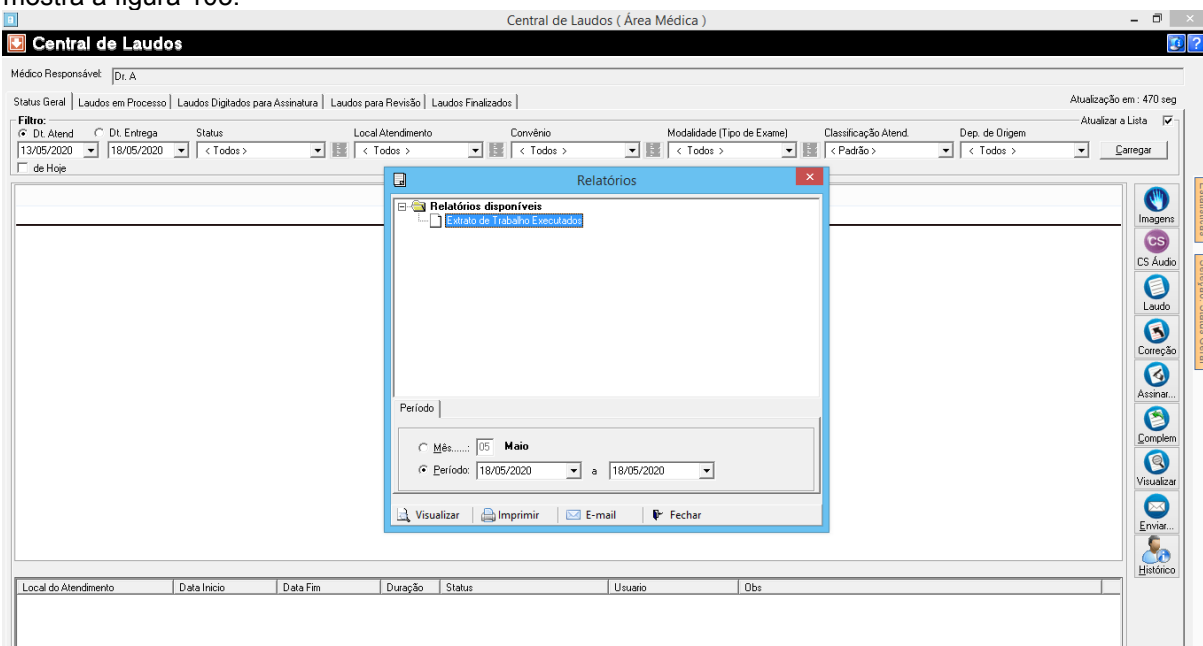 mostra a figura 108.
Central de Laudos ( Área Médica )
Central de Laudos
Médico Responsável: Dr. A
Status Geral Laudos em Processo Laudos Digitados para Assinatura Laudos para Revisão Laudos Finalizados Atualização em : 470 seg
Filtro: Atualizar a Lista
Dt. Atend Dt. Entrega Status Local Atendimento Convênio Modalidade (Tipo de Exame) Classificação Atend. Dep. de Origem
13/05/2020 18/05/2020 < Todos > < Todos > < Todos > < Todos > < Padrão > < Todos > Carregar
de Hoje
Relatórios
Relatórios disponíveis
Extrato de Trabalho Executados
Período
Mês......: 05 Maio
Período: 18/05/2020 a 18/05/2020
Visualizar Imprimir E-mail Fechar
Imagens
CS
CS Áudio
Laudo
Correção
Assinar...
Complem
Visualizar
Enviar...
Histórico
Local do Atendimento Data Inicio Data Fim Duração Status Usuario Obs